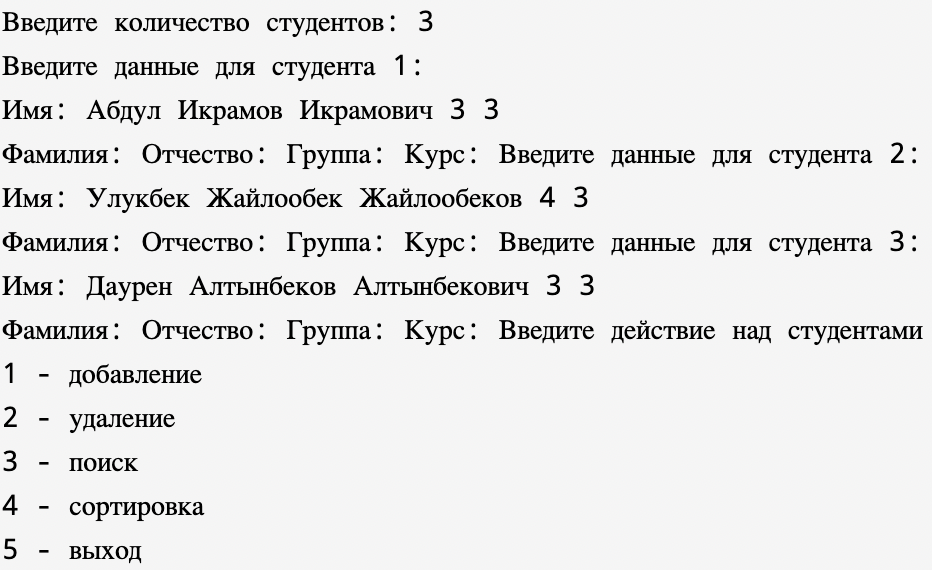 Введите количество студентов: 3
Введите данные для студента 1:
Имя: Абдул Икрамов Икрамович 3 3
Фамилия: Отчество: Группа: Курс: Введите данные для студента 2:
Имя: Улукбек Жайлообек Жайлообеков 4 3
Фамилия: Отчество: Группа: Курс: Введите данные для студента 3:
Имя: Даурен Алтынбеков Алтынбекович 3 3
Фамилия: Отчество: Группа: Курс: Введите действие над студентами
1 - добавление
2 - удаление
3 - поиск
4 - сортировка
5 - выход